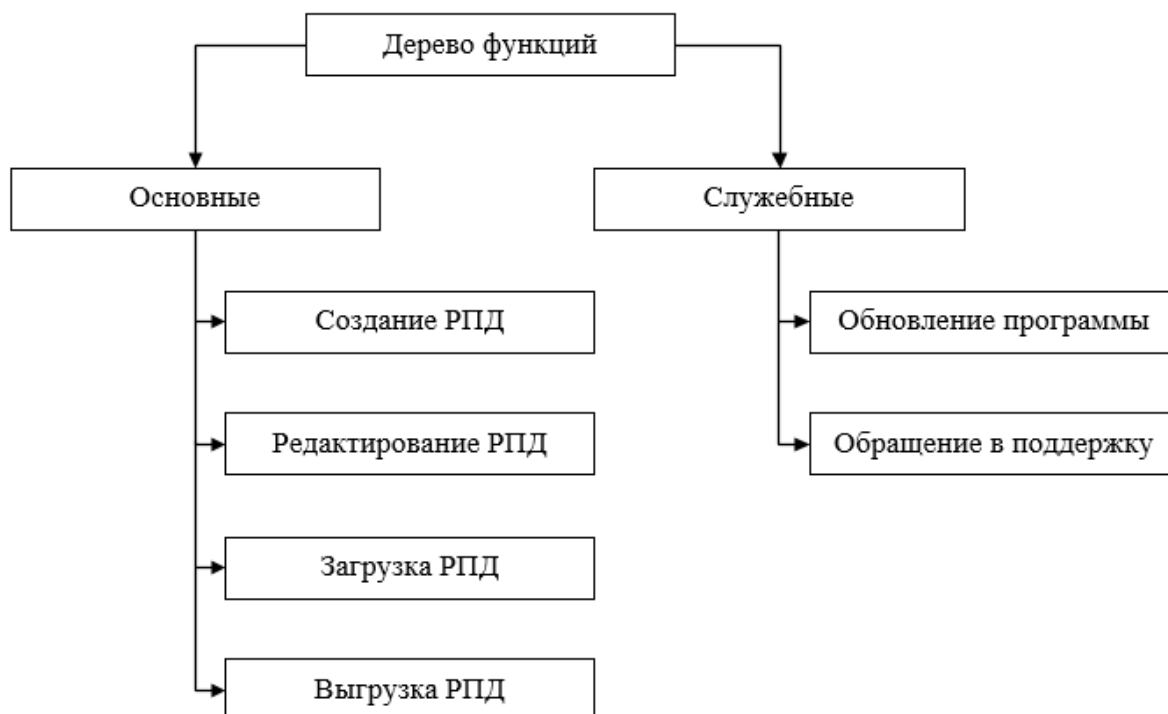 Дерево функций
Основные
Служебные
Создание РПД
Обновление программы
Редактирование РПД
Обращение в поддержку
Загрузка РПД
Выгрузка РПД